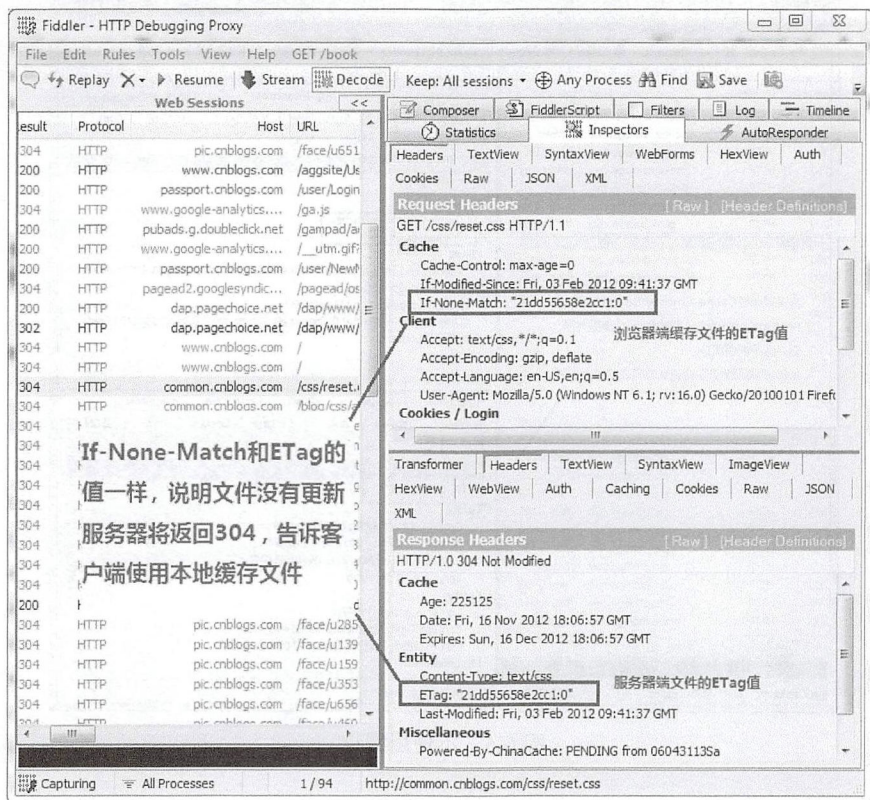 Fiddler - HTTP Debugging Proxy
File Edit Rules Tools View Help GET /book
Replay X Resume Stream Decode Keep: All sessions Any Process Find Save
Web Sessions <<
esult Protocol Host URL
304 HTTP pic.cnblogs.com /face/u651
200 HTTP www.cnblogs.com /aggsite/Us
200 HTTP passport.cnblogs.com /user/Login
304 HTTP www.google-analytics.... /ga.js
200 HTTP pubads.g.doubleclick.net /gampad/a
200 HTTP www.google-analytics.... /__utm.gif?
200 HTTP passport.cnblogs.com /user/New
304 HTTP pagead2.googlesyndic... /pagead/os
200 HTTP dap.pagechoice.net /dap/www/
302 HTTP dap.pagechoice.net /dap/www/
304 HTTP www.cnblogs.com /
304 HTTP www.cnblogs.com /
304 HTTP common.cnblogs.com /css/reset.
304 HTTP common.cnblogs.com /blog/css/
304
304
304
304
304
304
304
304
200
If-None-Match和ETag的
值一样，说明文件没有更新
服务器将返回304，告诉客
户端使用本地缓存文件
304 HTTP pic.cnblogs.com /face/u285
304 HTTP pic.cnblogs.com /face/u139
304 HTTP pic.cnblogs.com /face/u159
304 HTTP pic.cnblogs.com /face/u353
304 HTTP pic.cnblogs.com /face/u656
304 HTTP pic.cnblogs.com
Composer FiddlerScript Filters Log Timeline
Statistics Inspectors AutoResponder
Headers TextView SyntaxView WebForms HexView Auth
Cookies Raw JSON XML
Request Headers [Raw] [Header Definitions]
GET /css/reset.css HTTP/1.1
Cache
Cache-Control: max-age=0
If-Modified-Since: Fri, 03 Feb 2012 09:41:37 GMT
If-None-Match: "21dd55658e2cc1:0"
Client
浏览器端缓存文件的ETag值
Accept: text/css,*/*;q=0.1
Accept-Encoding: gzip, deflate
Accept-Language: en-US,en;q=0.5
User-Agent: Mozilla/5.0 (Windows NT 6.1; rv:16.0) Gecko/20100101 Firef
Cookies / Login
Transformer Headers TextView SyntaxView ImageView
HexView WebView Auth Caching Cookies Raw JSON
XML
Response Headers [Raw] [Header Definitions]
HTTP/1.0 304 Not Modified
Cache
Age: 225125
Date: Fri, 16 Nov 2012 18:06:57 GMT
Expires: Sun, 16 Dec 2012 18:06:57 GMT
Entity
Content-Type: text/css
服务器端文件的ETag值
ETag: "21dd55658e2cc1:0"
Last-Modified: Fri, 03 Feb 2012 09:41:37 GMT
Miscellaneous
Powered-By-ChinaCache: PENDING from 06043113Sa
Capturing All Processes 1 / 94 http://common.cnblogs.com/css/reset.css